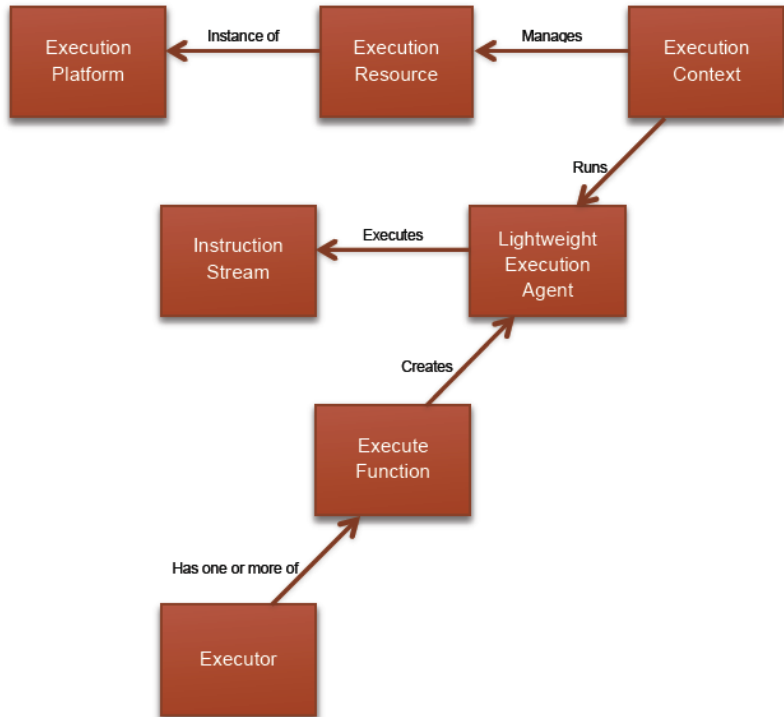 Execution
Platform
Instance of
Execution
Resource
Manages
Execution
Context
Runs
Instruction
Stream
Executes
Lightweight
Execution
Agent
Creates
Execute
Function
Has one or more of
Executor